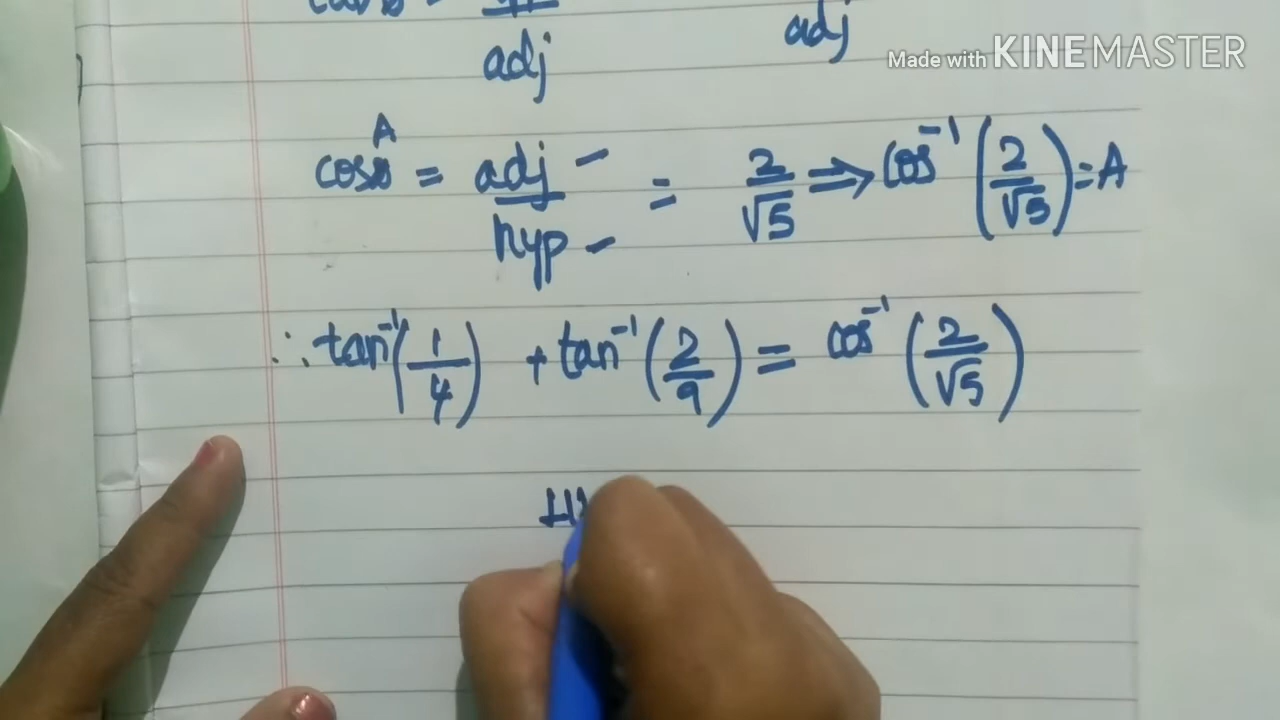 adj
adj
Made with KINEMASTER
A
cosθ = adj/hyp = 2/√5 ⇒ cos⁻¹(2/√5) = A
∴ tan⁻¹(1/4) + tan⁻¹(2/9) = cos⁻¹(2/√5)